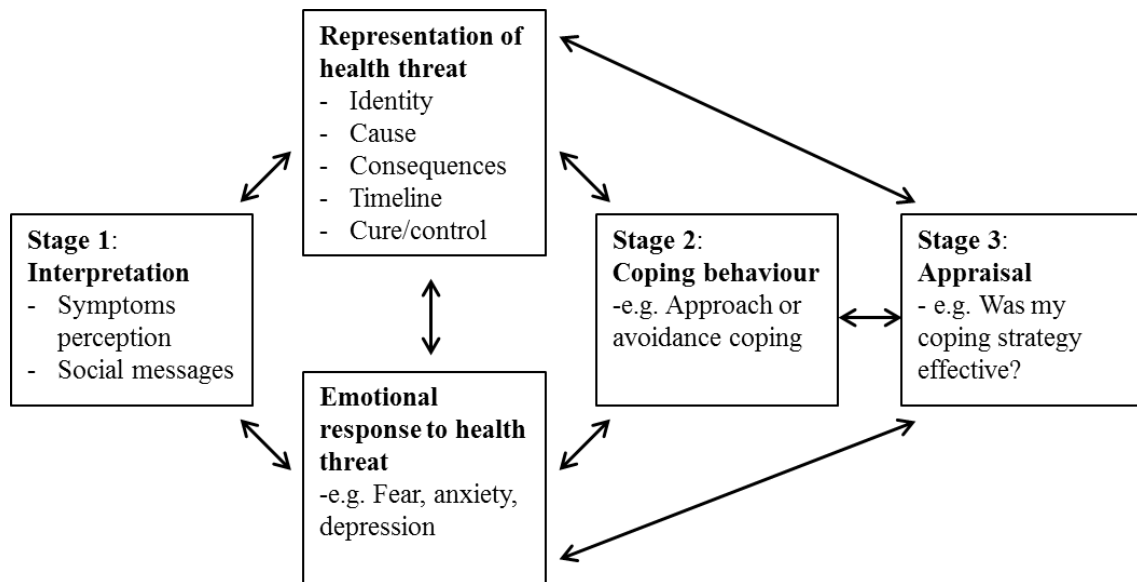 Representation of
health threat
- Identity
- Cause
- Consequences
- Timeline
- Cure/control
Stage 1:
Interpretation
- Symptoms
perception
- Social messages
Stage 2:
Coping behaviour
-e.g. Approach or
avoidance coping
Stage 3:
Appraisal
- e.g. Was my
coping strategy
effective?
Emotional
response to health
threat
-e.g. Fear, anxiety,
depression